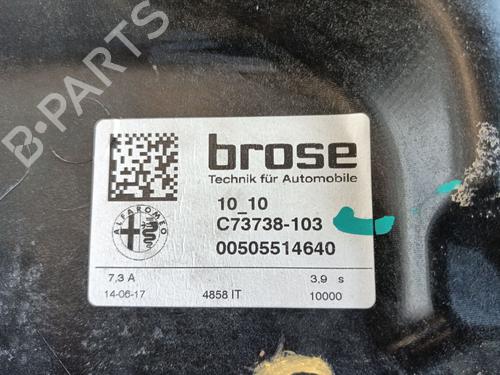 B-PARTS
brose
Technik für Automobile
10_10
C73738-103
00505514640
ALFA ROMEO
7,3 A
3,9 s
14-06-17
4858 IT
10000